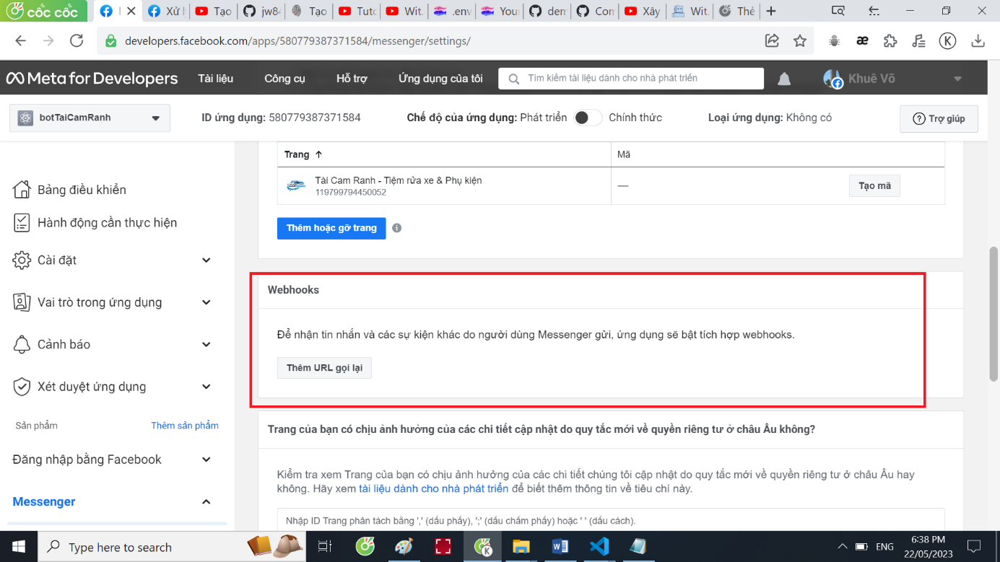 cốc cốc
Xử l
Tạo
jw84
Tạo
Tuto
Wit.
.env
Your
dem
Con
Xây
Wit.
Thẻ
developers.facebook.com/apps/580779387371584/messenger/settings/
Meta for Developers
Tài liệu
Công cụ
Hỗ trợ
Ứng dụng của tôi
Tìm kiếm tài liệu dành cho nhà phát triển
Khuê Võ
botTaiCamRanh
ID ứng dụng: 580779387371584
Chế độ của ứng dụng: Phát triển
Chính thức
Loại ứng dụng: Không có
Trợ giúp
Bảng điều khiển
Hành động cần thực hiện
Cài đặt
Vai trò trong ứng dụng
Cảnh báo
Xét duyệt ứng dụng
Sản phẩm
Thêm sản phẩm
Đăng nhập bằng Facebook
Messenger
Trang ↑
Mã
Tài Cam Ranh - Tiệm rửa xe & Phụ kiện
119799794450052
—
Tạo mã
Thêm hoặc gỡ trang
Webhooks
Để nhận tin nhắn và các sự kiện khác do người dùng Messenger gửi, ứng dụng sẽ bật tích hợp webhooks.
Thêm URL gọi lại
Trang của bạn có chịu ảnh hưởng của các chi tiết cập nhật do quy tắc mới về quyền riêng tư ở châu Âu không?
Kiểm tra xem Trang của bạn có chịu ảnh hưởng của các chi tiết chúng tôi cập nhật do quy tắc mới về quyền riêng tư ở châu Âu hay
không. Hãy xem tài liệu dành cho nhà phát triển để biết thêm thông tin về tiêu chí này.
Nhập ID Trang phân tách bằng ',' (dấu phẩy), ';' (dấu chấm phẩy) hoặc ' ' (dấu cách).
Type here to search
ENG
6:38 PM
22/05/2023